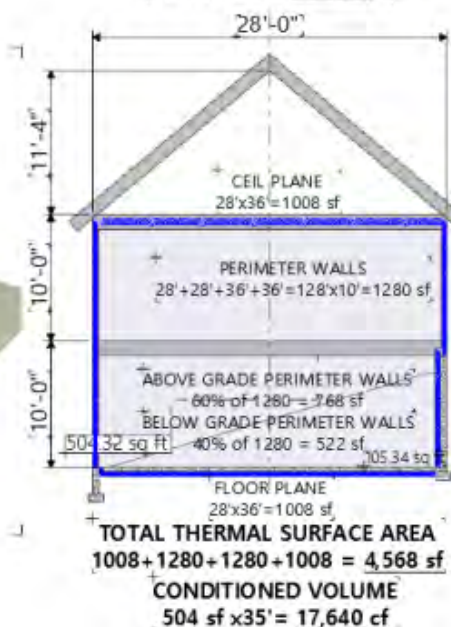 28'-0"
11'-4"
CEIL PLANE
28'x36'=1008 sf
10'-0"
PERIMETER WALLS
28'+28'+36'+36'=128'x10'=1280 sf
10'-0"
ABOVE GRADE PERIMETER WALLS
60% of 1280 = 768 sf
BELOW GRADE PERIMETER WALLS
504.32 sq ft
40% of 1280 = 522 sf
105.34 sq
FLOOR PLANE
28'x36'=1008 sf
TOTAL THERMAL SURFACE AREA
1008+1280+1280+1008 = 4,568 sf
CONDITIONED VOLUME
504 sf x35'= 17,640 cf